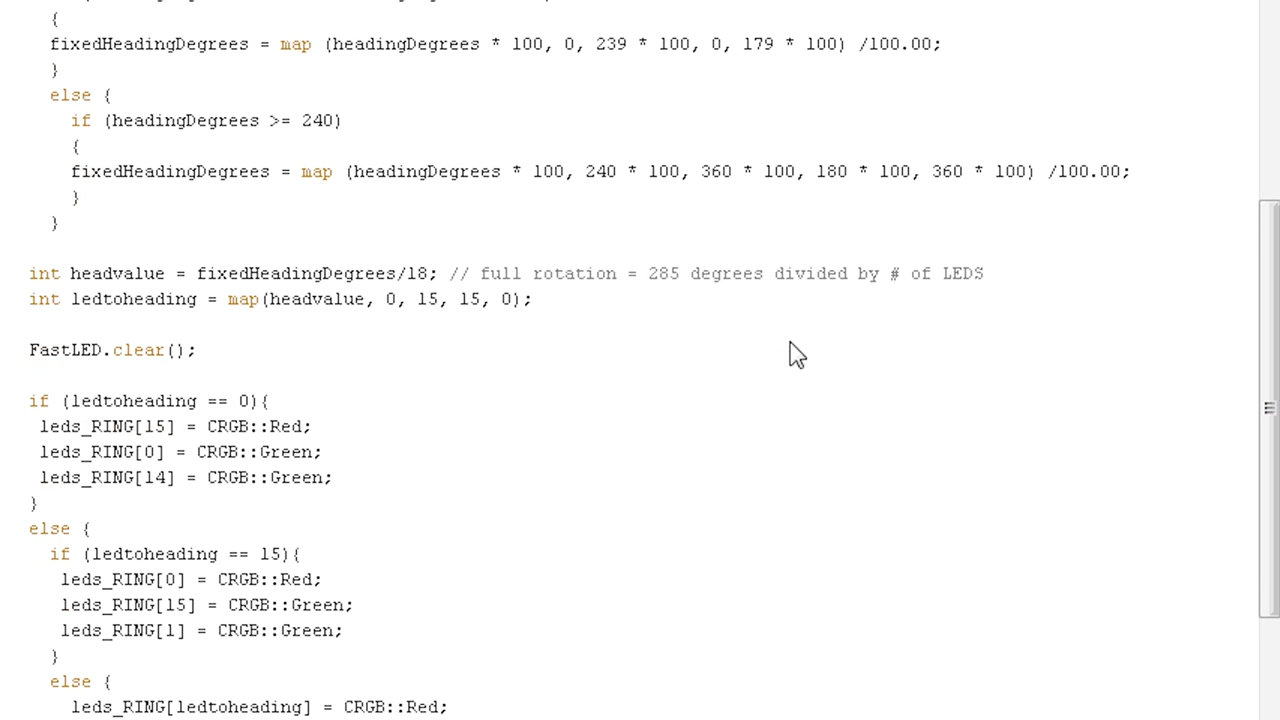 {
fixedHeadingDegrees = map (headingDegrees * 100, 0, 239 * 100, 0, 179 * 100) /100.00;
}
else {
if (headingDegrees >= 240)
{
fixedHeadingDegrees = map (headingDegrees * 100, 240 * 100, 360 * 100, 180 * 100, 360 * 100) /100.00;
}
}
int headvalue = fixedHeadingDegrees/18; // full rotation = 285 degrees divided by # of LEDS
int ledtoheading = map(headvalue, 0, 15, 15, 0);
FastLED.clear();
if (ledtoheading == 0){
leds_RING[15] = CRGB::Red;
leds_RING[0] = CRGB::Green;
leds_RING[14] = CRGB::Green;
}
else {
if (ledtoheading == 15){
leds_RING[0] = CRGB::Red;
leds_RING[15] = CRGB::Green;
leds_RING[1] = CRGB::Green;
}
else {
leds_RING[ledtoheading] = CRGB::Red;